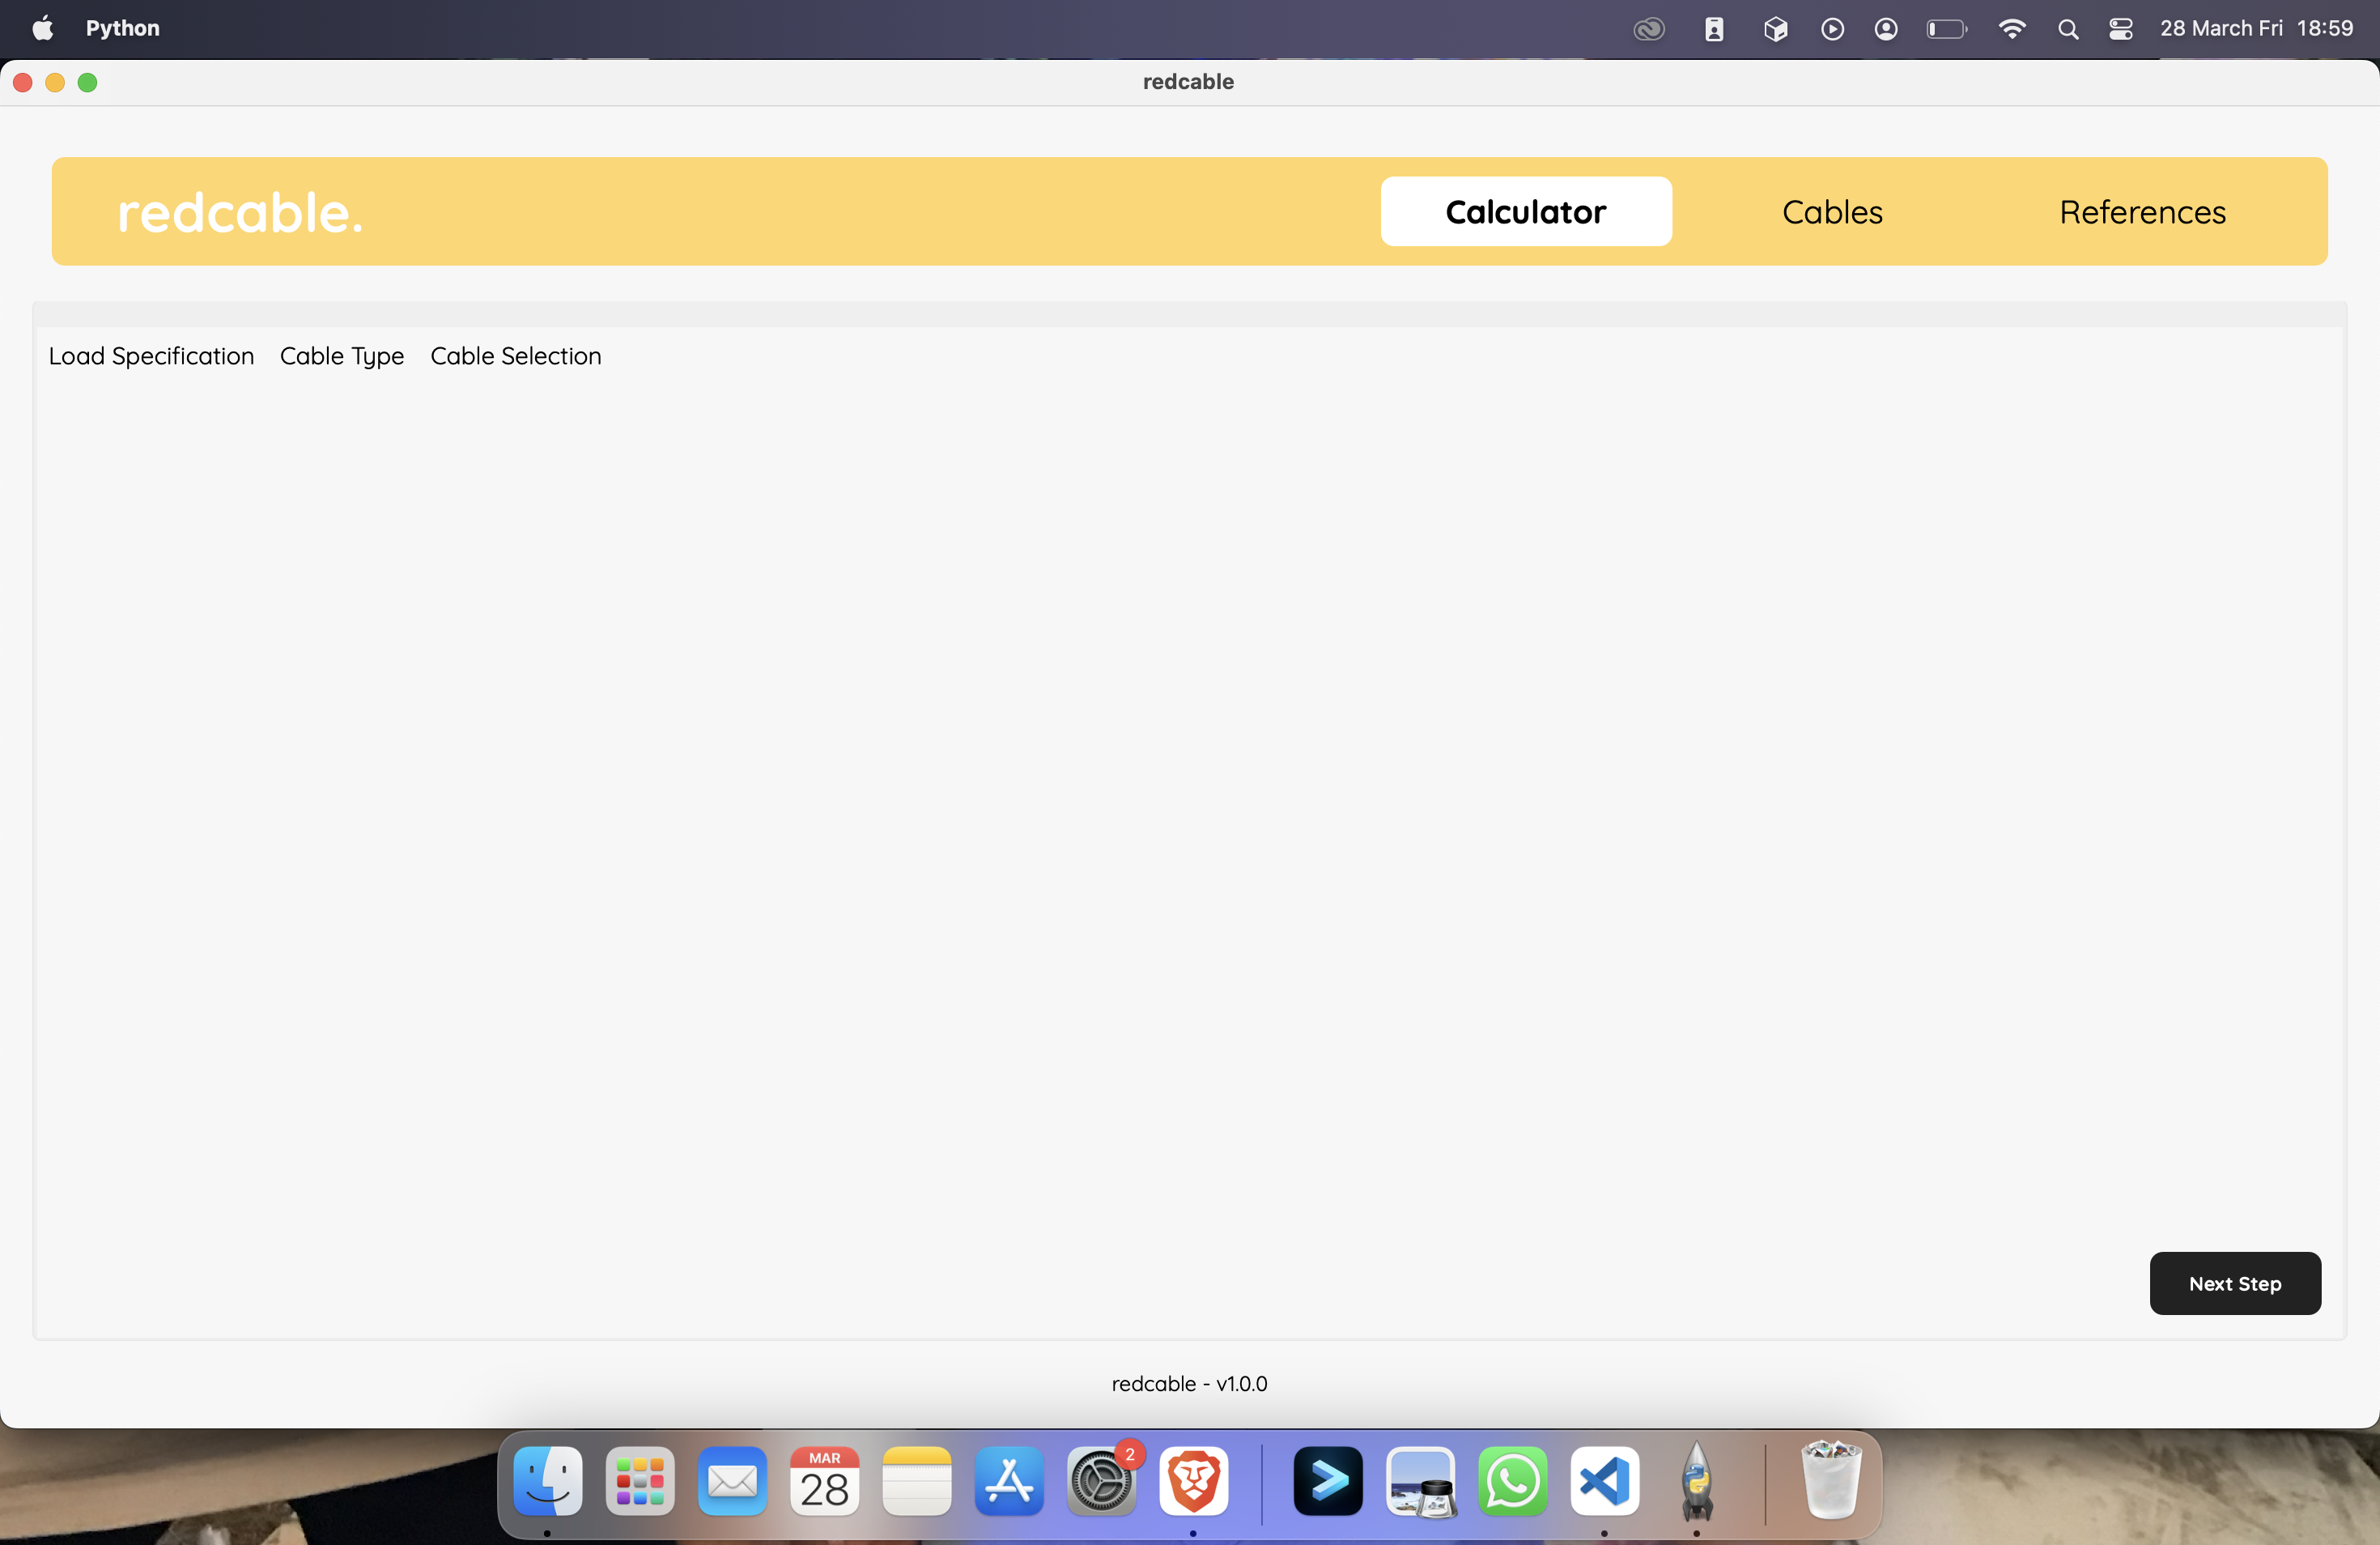 Python
28 March Fri 18:59
redcable
redcable.
Calculator
Cables
References
Load Specification
Cable Type
Cable Selection
Next Step
redcable - v1.0.0
MAR
28
2